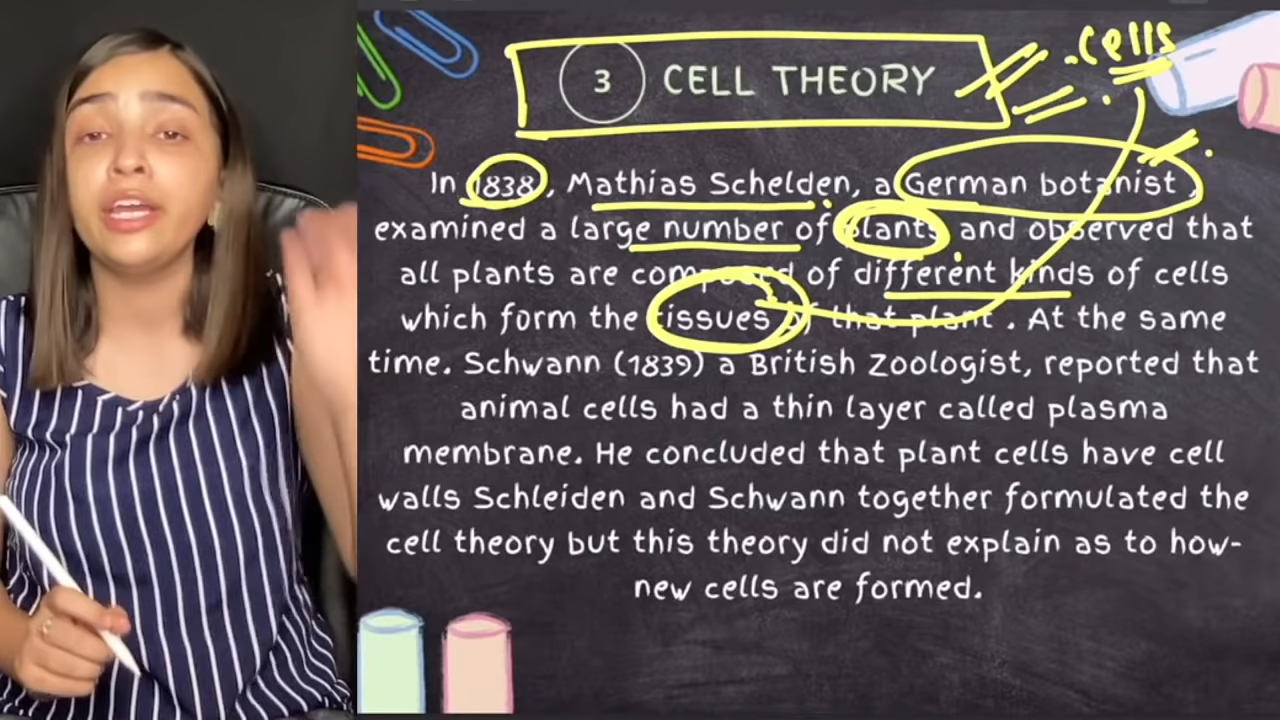 .cells
3 CELL THEORY
In 1838, Mathias Schelden, a German botanist,
examined a large number of plants and observed that
all plants are composed of different kinds of cells
which form the tissues of that plant. At the same
time. Schwann (1839) a British Zoologist, reported that
animal cells had a thin layer called plasma
membrane. He concluded that plant cells have cell
walls Schleiden and Schwann together formulated the
cell theory but this theory did not explain as to how-
new cells are formed.